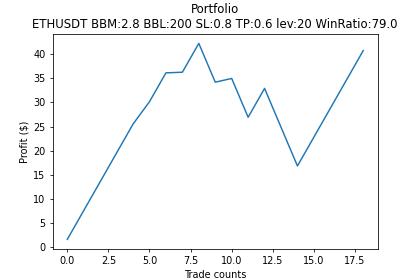 Portfolio
ETHUSDT BBM:2.8 BBL:200 SL:0.8 TP:0.6 lev:20 WinRatio:79.0
Profit ($)
40
35
30
25
20
15
10
5
0
0.0 2.5 5.0 7.5 10.0 12.5 15.0 17.5
Trade counts